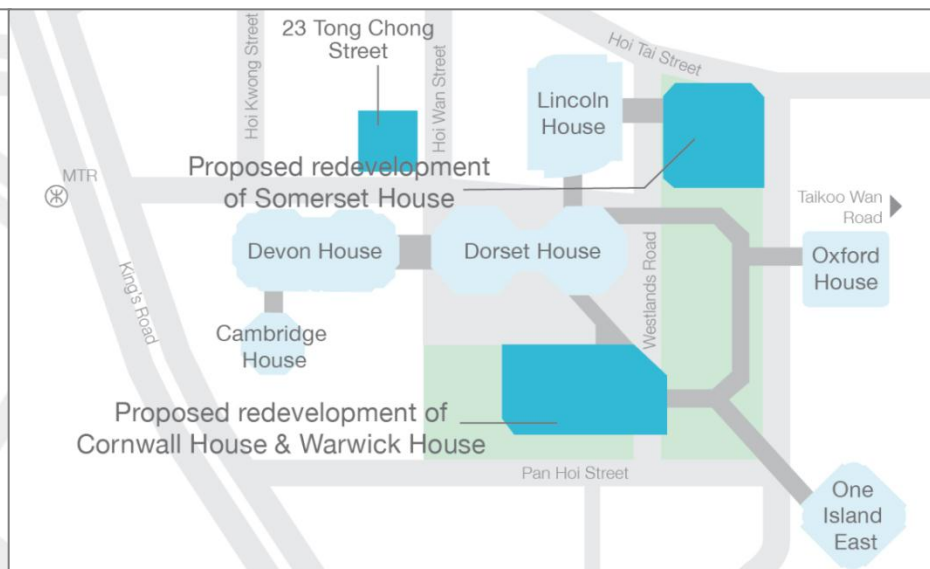 23 Tong Chong
Street
Hoi Kwong Street
Hoi Wan Street
Hoi Tai Street
Lincoln
House
MTR
Proposed redevelopment
of Somerset House
Taikoo Wan
Road
Devon House
Dorset House
Westlands Road
Oxford
House
King's Road
Cambridge
House
Proposed redevelopment of
Cornwall House & Warwick House
Pan Hoi Street
One
Island
East